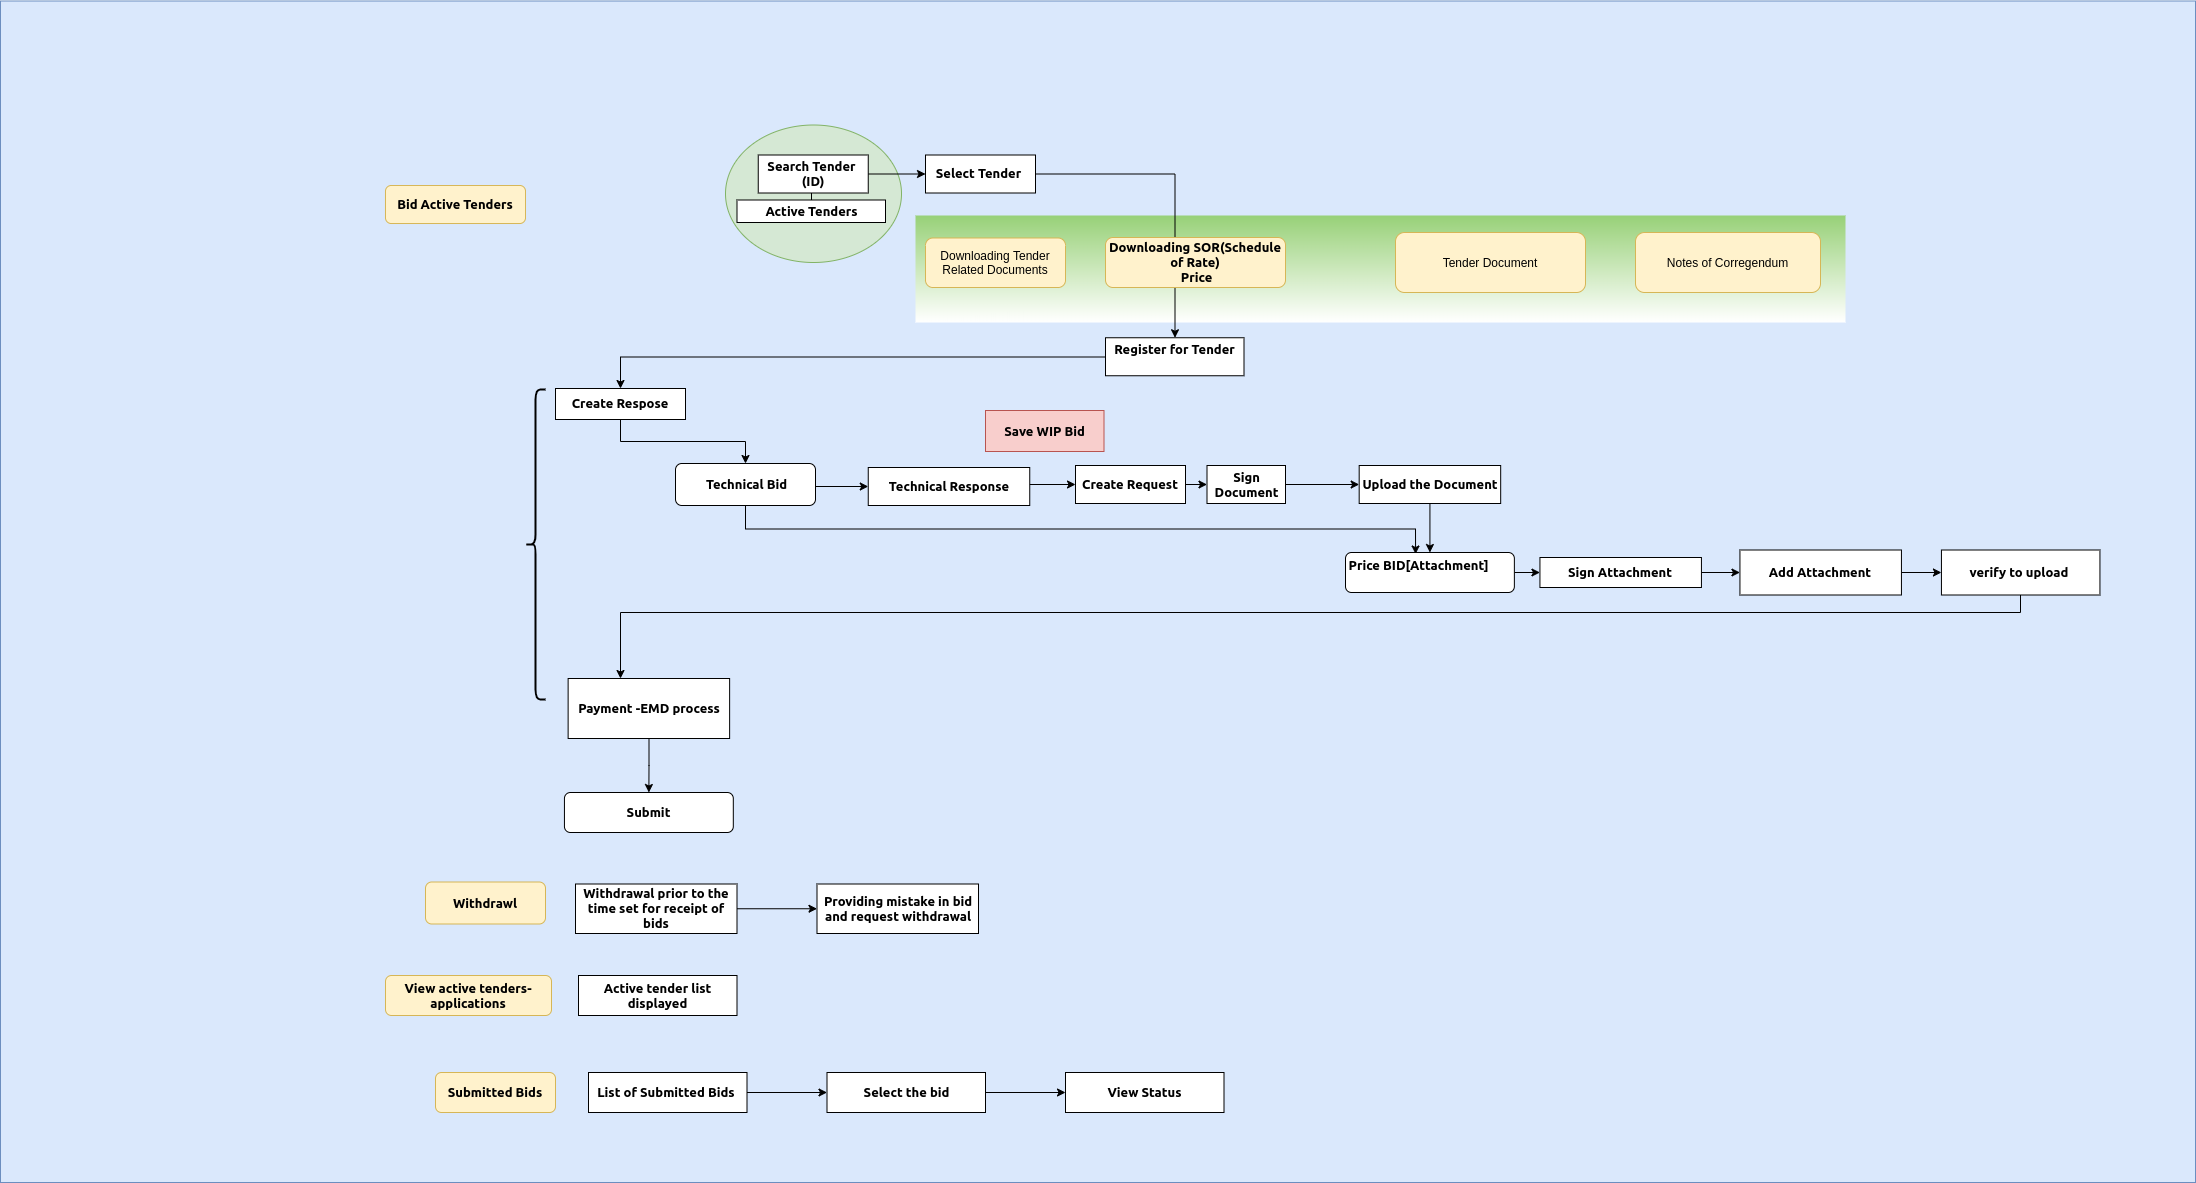 Search Tender
(ID)
Select Tender
Bid Active Tenders
Active Tenders
Downloading Tender
Related Documents
Downloading SOR(Schedule
of Rate)
Price
Tender Document
Notes of Corregendum
Register for Tender
Create Respose
Save WIP Bid
Technical Bid
Technical Response
Create Request
Sign
Document
Upload the Document
Price BID[Attachment]
Sign Attachment
Add Attachment
verify to upload
Payment -EMD process
Submit
Withdrawl
Withdrawal prior to the
time set for receipt of
bids
Providing mistake in bid
and request withdrawal
View active tenders-
applications
Active tender list
displayed
Submitted Bids
List of Submitted Bids
Select the bid
View Status